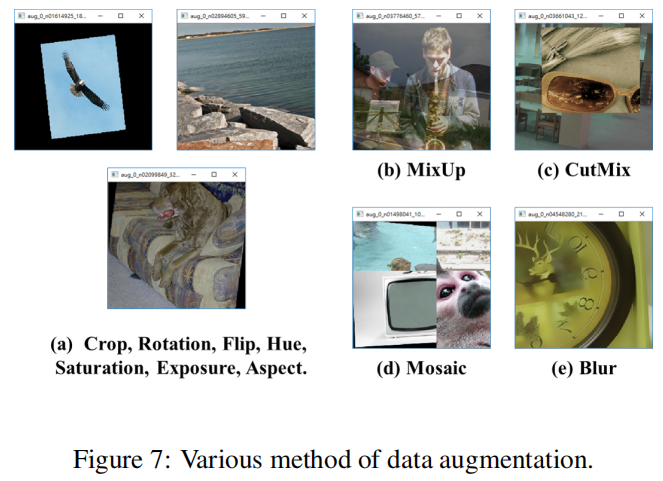 aug_0_n01614925_18...
aug_0_n02894605_59...
aug_0_n03776460_57...
aug_0_n03661043_12...
(b) MixUp
(c) CutMix
aug_0_n02099849_32...
aug_0_n01498041_10...
aug_0_n04548280_21...
(a) Crop, Rotation, Flip, Hue,
Saturation, Exposure, Aspect.
(d) Mosaic
(e) Blur
Figure 7: Various method of data augmentation.